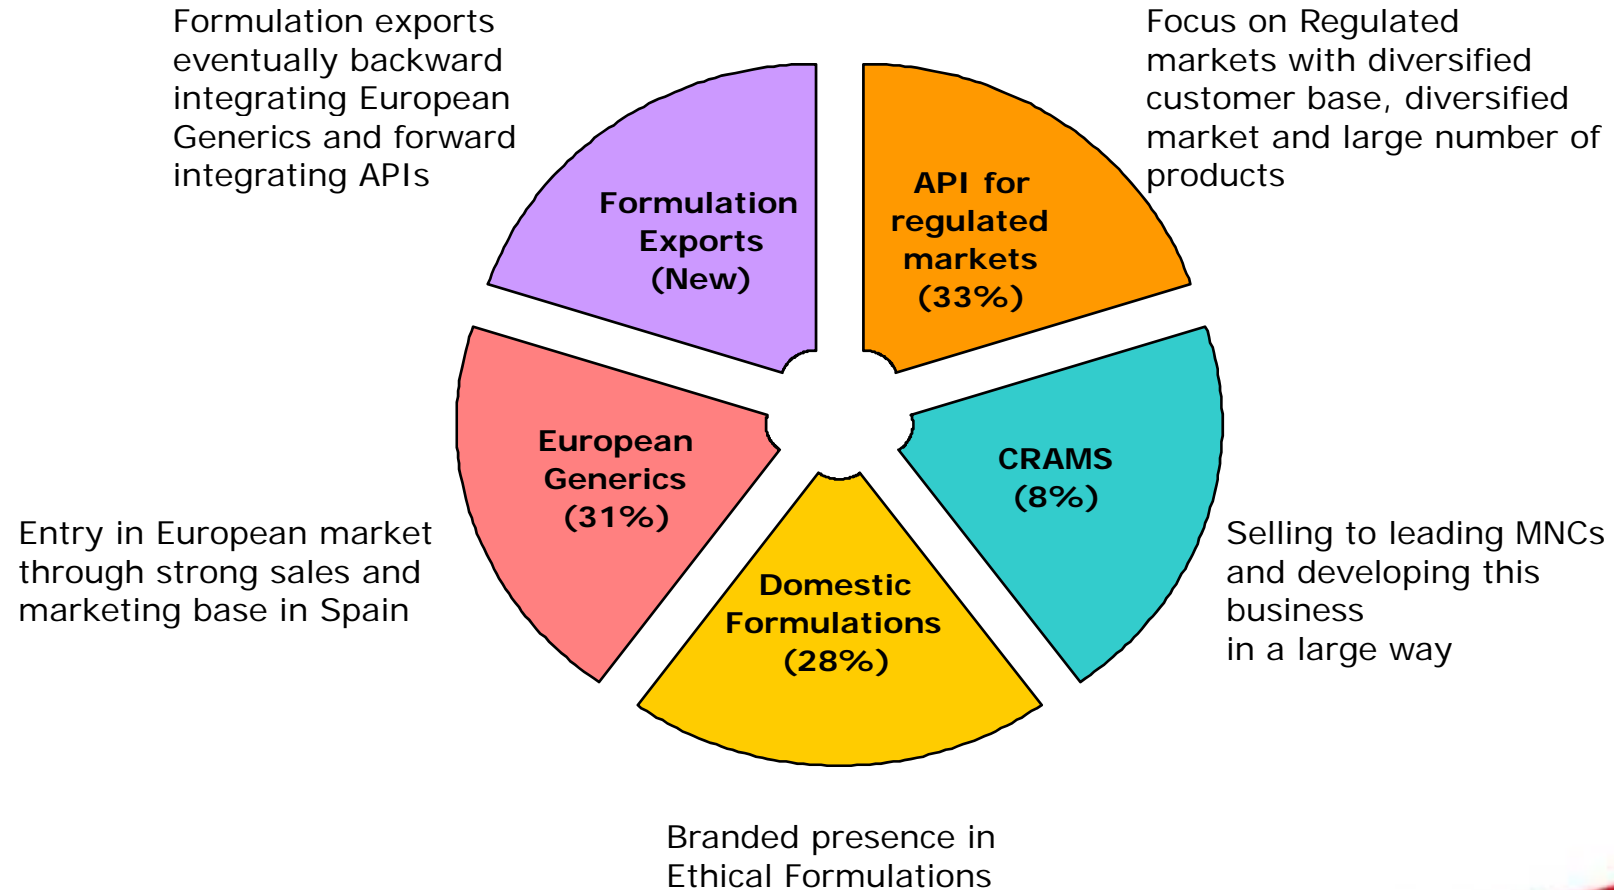 Formulation exports
eventually backward
integrating European
Generics and forward
integrating APIs
Focus on Regulated
markets with diversified
customer base, diversified
market and large number of
products
Formulation
Exports
(New)
API for
regulated
markets
(33%)
European
Generics
(31%)
CRAMS
(8%)
Entry in European market
through strong sales and
marketing base in Spain
Selling to leading MNCs
and developing this
business
in a large way
Domestic
Formulations
(28%)
Branded presence in
Ethical Formulations